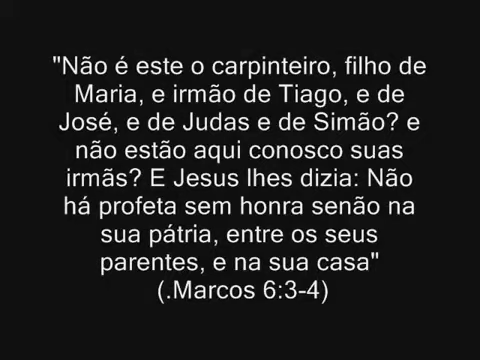 "Não é este o carpinteiro, filho de
Maria, e irmão de Tiago, e de
José, e de Judas e de Simão? e
não estão aqui conosco suas
irmãs? E Jesus lhes dizia: Não
há profeta sem honra senão na
sua pátria, entre os seus
parentes, e na sua casa"
(.Marcos 6:3-4)